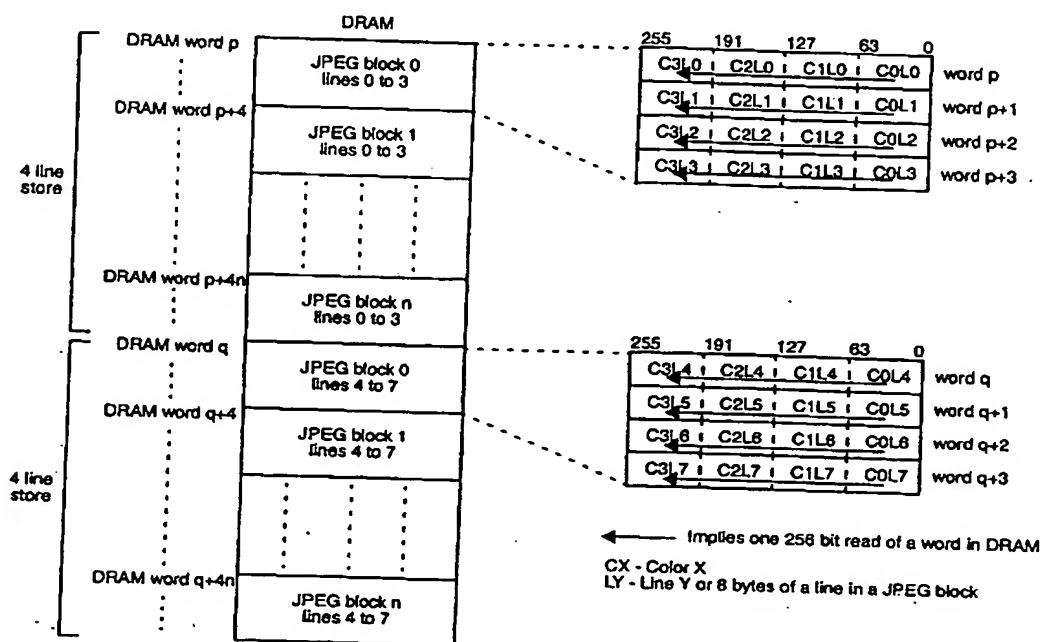 DRAM
DRAM word p
JPEG block 0
lines 0 to 3
DRAM word p+4
JPEG block 1
lines 0 to 3
4 line
store
DRAM word p+4n
JPEG block n
lines 0 to 3
DRAM word q
JPEG block 0
lines 4 to 7
DRAM word q+4
JPEG block 1
lines 4 to 7
4 line
store
DRAM word q+4n
JPEG block n
lines 4 to 7
255 191 127 63 0
C3L0 C2L0 C1L0 C0L0 word p
C3L1 C2L1 C1L1 C0L1 word p+1
C3L2 C2L2 C1L2 C0L2 word p+2
C3L3 C2L3 C1L3 C0L3 word p+3
255 191 127 63 0
C3L4 C2L4 C1L4 C0L4 word q
C3L5 C2L5 C1L5 C0L5 word q+1
C3L6 C2L6 C1L6 C0L6 word q+2
C3L7 C2L7 C1L7 C0L7 word q+3
Implies one 256 bit read of a word in DRAM
CX - Color X
LY - Line Y or 8 bytes of a line in a JPEG block